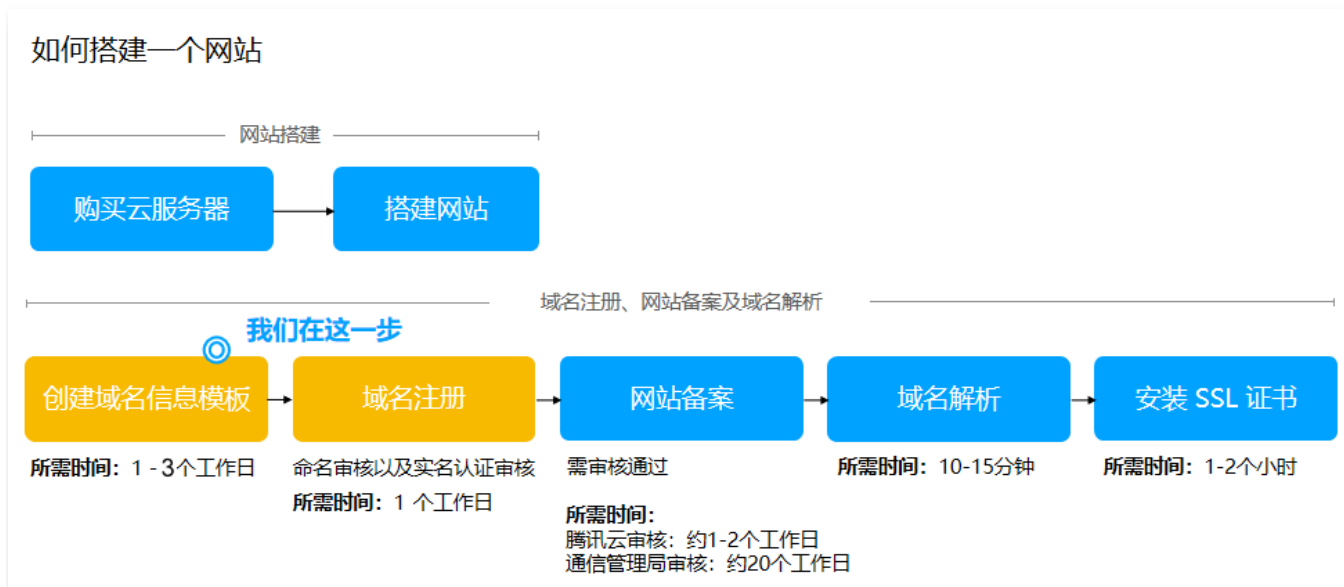 如何搭建一个网站
网站搭建
购买云服务器
搭建网站
域名注册、网站备案及域名解析
我们在这一步
创建域名信息模板
域名注册
网站备案
域名解析
安装 SSL 证书
所需时间：1 - 3个工作日
命名审核以及实名认证审核
所需时间：1 个工作日
需审核通过
所需时间：
腾讯云审核：约1-2个工作日
通信管理局审核：约20个工作日
所需时间：10-15分钟
所需时间：1-2个小时